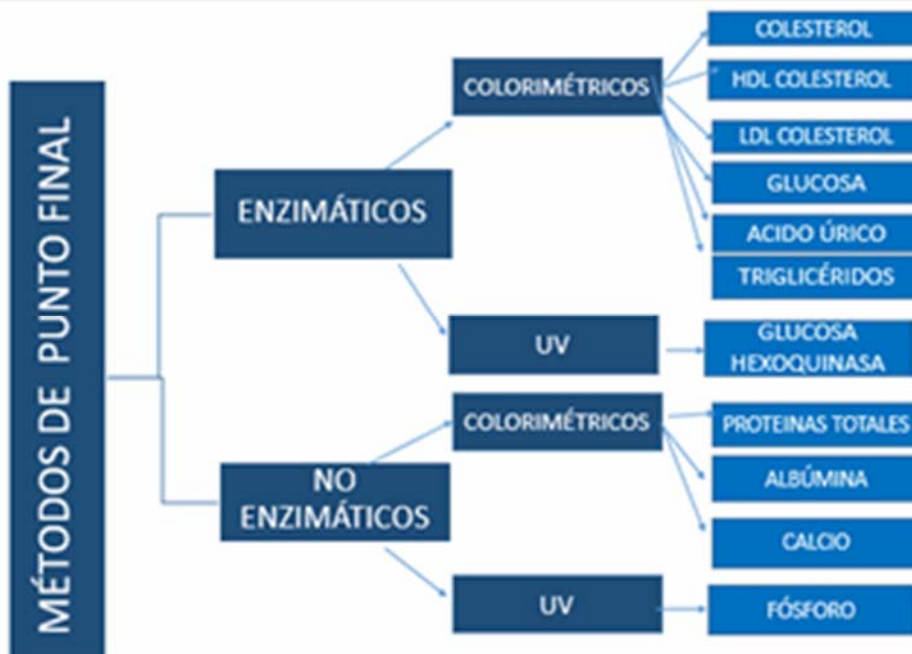 MÉTODOS DE PUNTO FINAL
ENZIMÁTICOS
COLORIMÉTRICOS
COLESTEROL
HDL COLESTEROL
LDL COLESTEROL
GLUCOSA
ACIDO ÚRICO
TRIGLICÉRIDOS
UV
GLUCOSA
HEXOQUINASA
NO
ENZIMÁTICOS
COLORIMÉTRICOS
PROTEINAS TOTALES
ALBÚMINA
CALCIO
UV
FÓSFORO